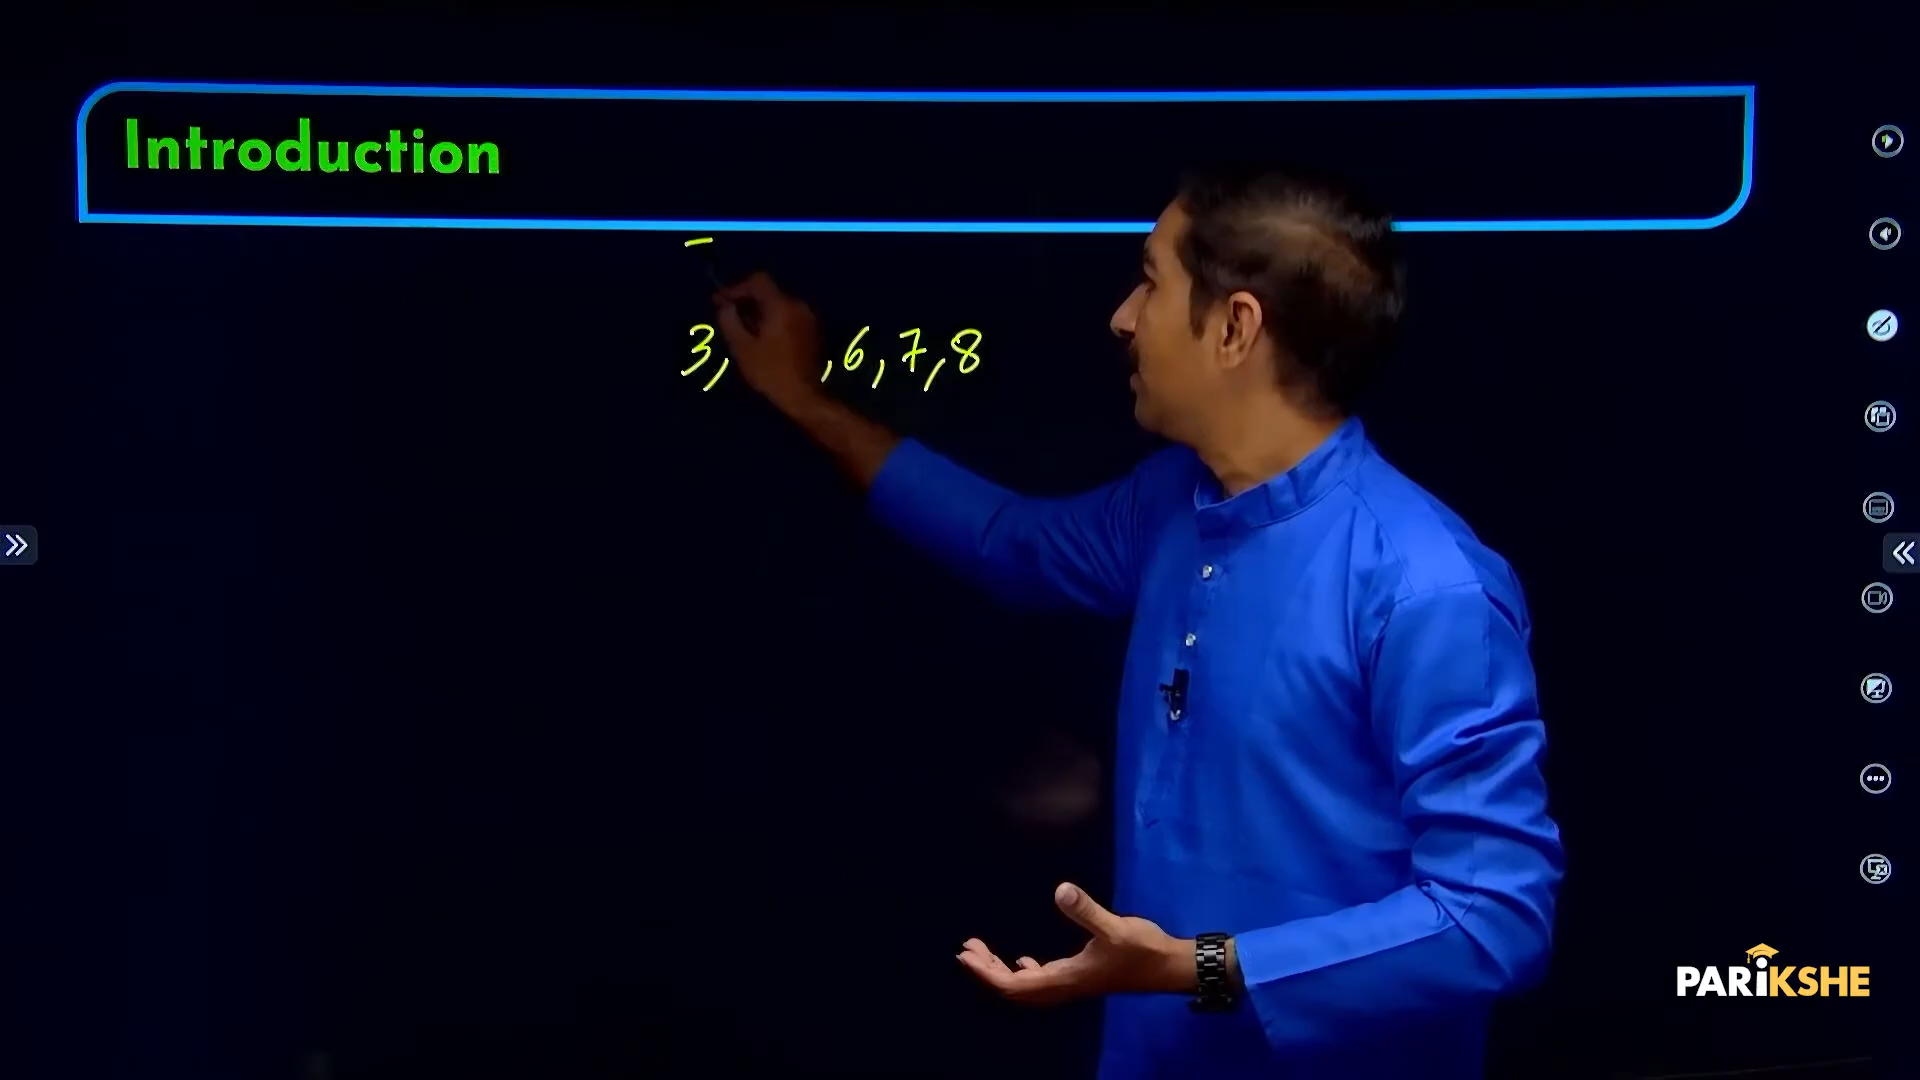 Introduction
3, ,6,7,8
PARIKSHE